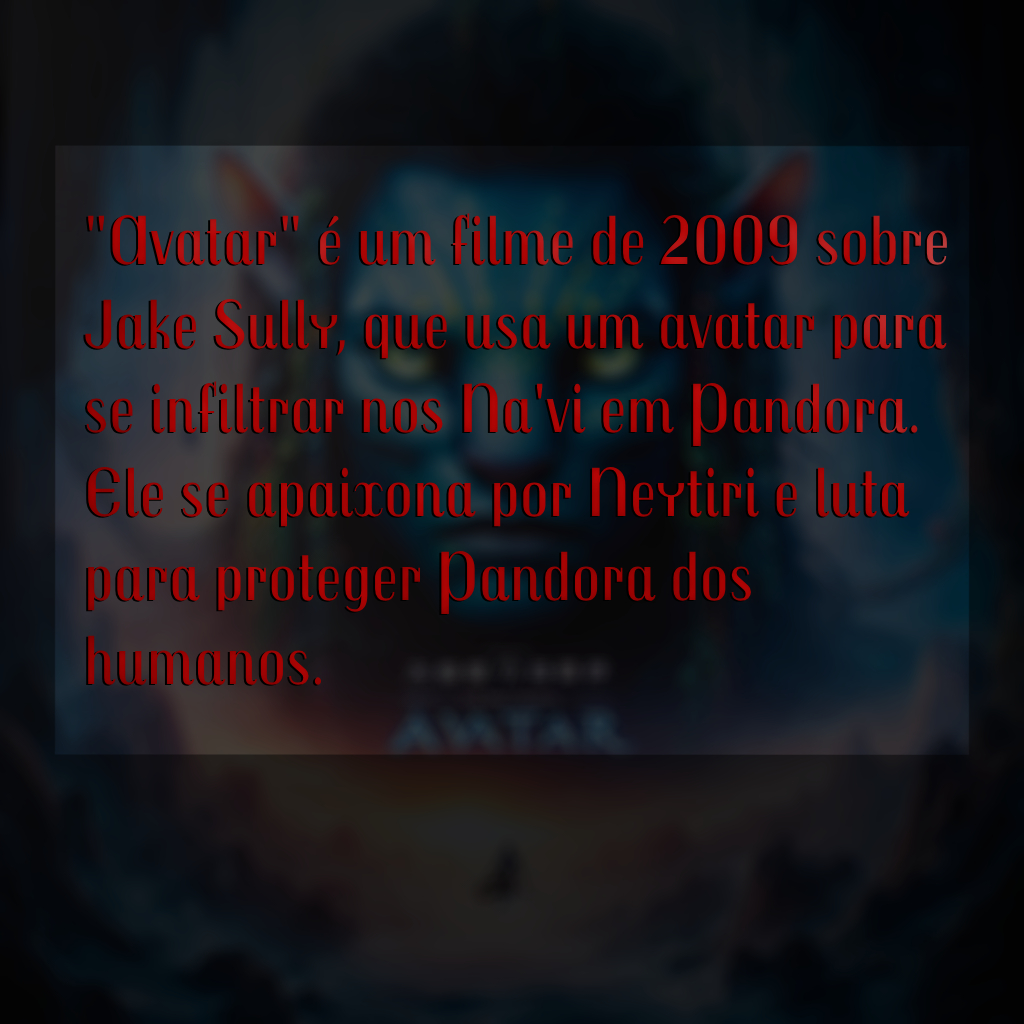 "Avatar" é um filme de 2009 sobre
Jake Sully, que usa um avatar para
se infiltrar nos Na'vi em Pandora.
Ele se apaixona por Neytiri e luta
para proteger Pandora dos
humanos.
AVATAR